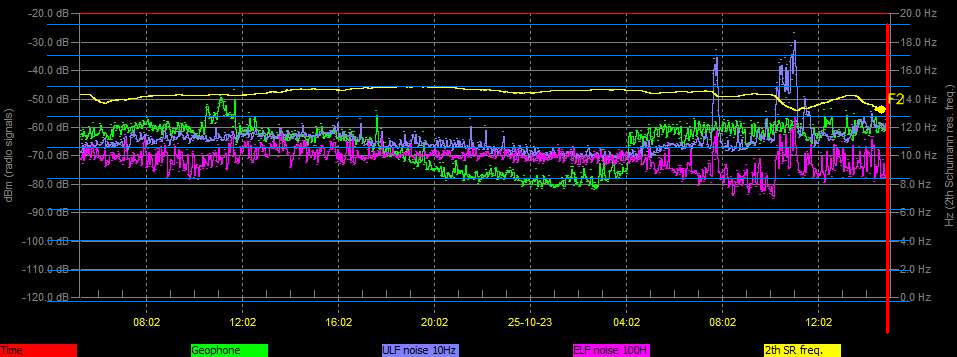 -20.0 dB
20.0 Hz
-30.0 dB
18.0 Hz
-40.0 dB
16.0 Hz
-50.0 dB
F2
14.0 Hz
-60.0 dB
12.0 Hz
-70.0 dB
10.0 Hz
-80.0 dB
8.0 Hz
-90.0 dB
6.0 Hz
-100.0 dB
4.0 Hz
-110.0 dB
2.0 Hz
-120.0 dB
0.0 Hz
dBm (radio signals)
Hz (2th Schumann res. freq.)
08:02 12:02 16:02 20:02 25-10-23 04:02 08:02 12:02
Time Geophone ULF noise 10Hz ELF noise 100H 2th SR freq.